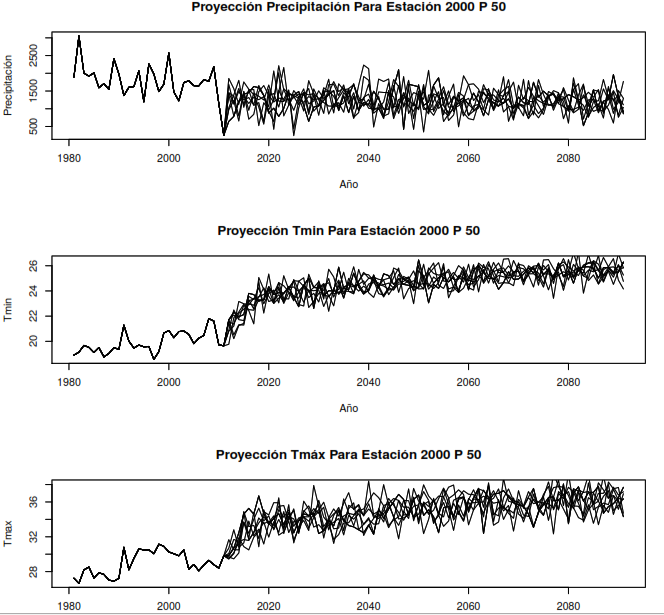 Proyección Precipitación Para Estación 2000 P 50
Precipitación
500 1500 2500
1980 2000 2020 2040 2060 2080
Año
Proyección Tmin Para Estación 2000 P 50
Tmin
20 22 24 26
1980 2000 2020 2040 2060 2080
Año
Proyección Tmáx Para Estación 2000 P 50
Tmax
28 32 36
1980 2000 2020 2040 2060 2080